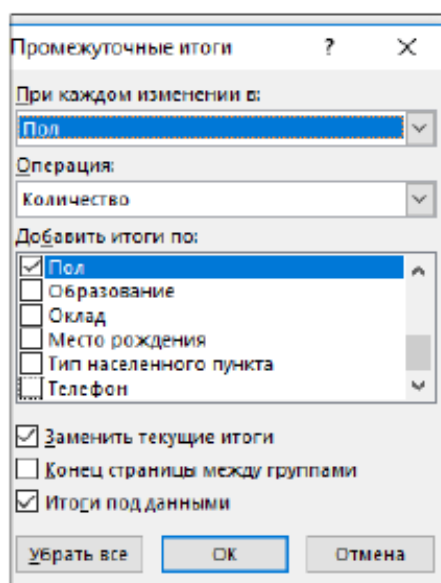 Промежуточные итоги ? ×
При каждом изменении в:
Пол
Операция:
Количество
Добавить итоги по:
Пол
Образование
Оклад
Место рождения
Тип населенного пункта
Телефон
Заменить текущие итоги
Конец страницы между группами
Итоги под данными
Убрать все ОК Отмена